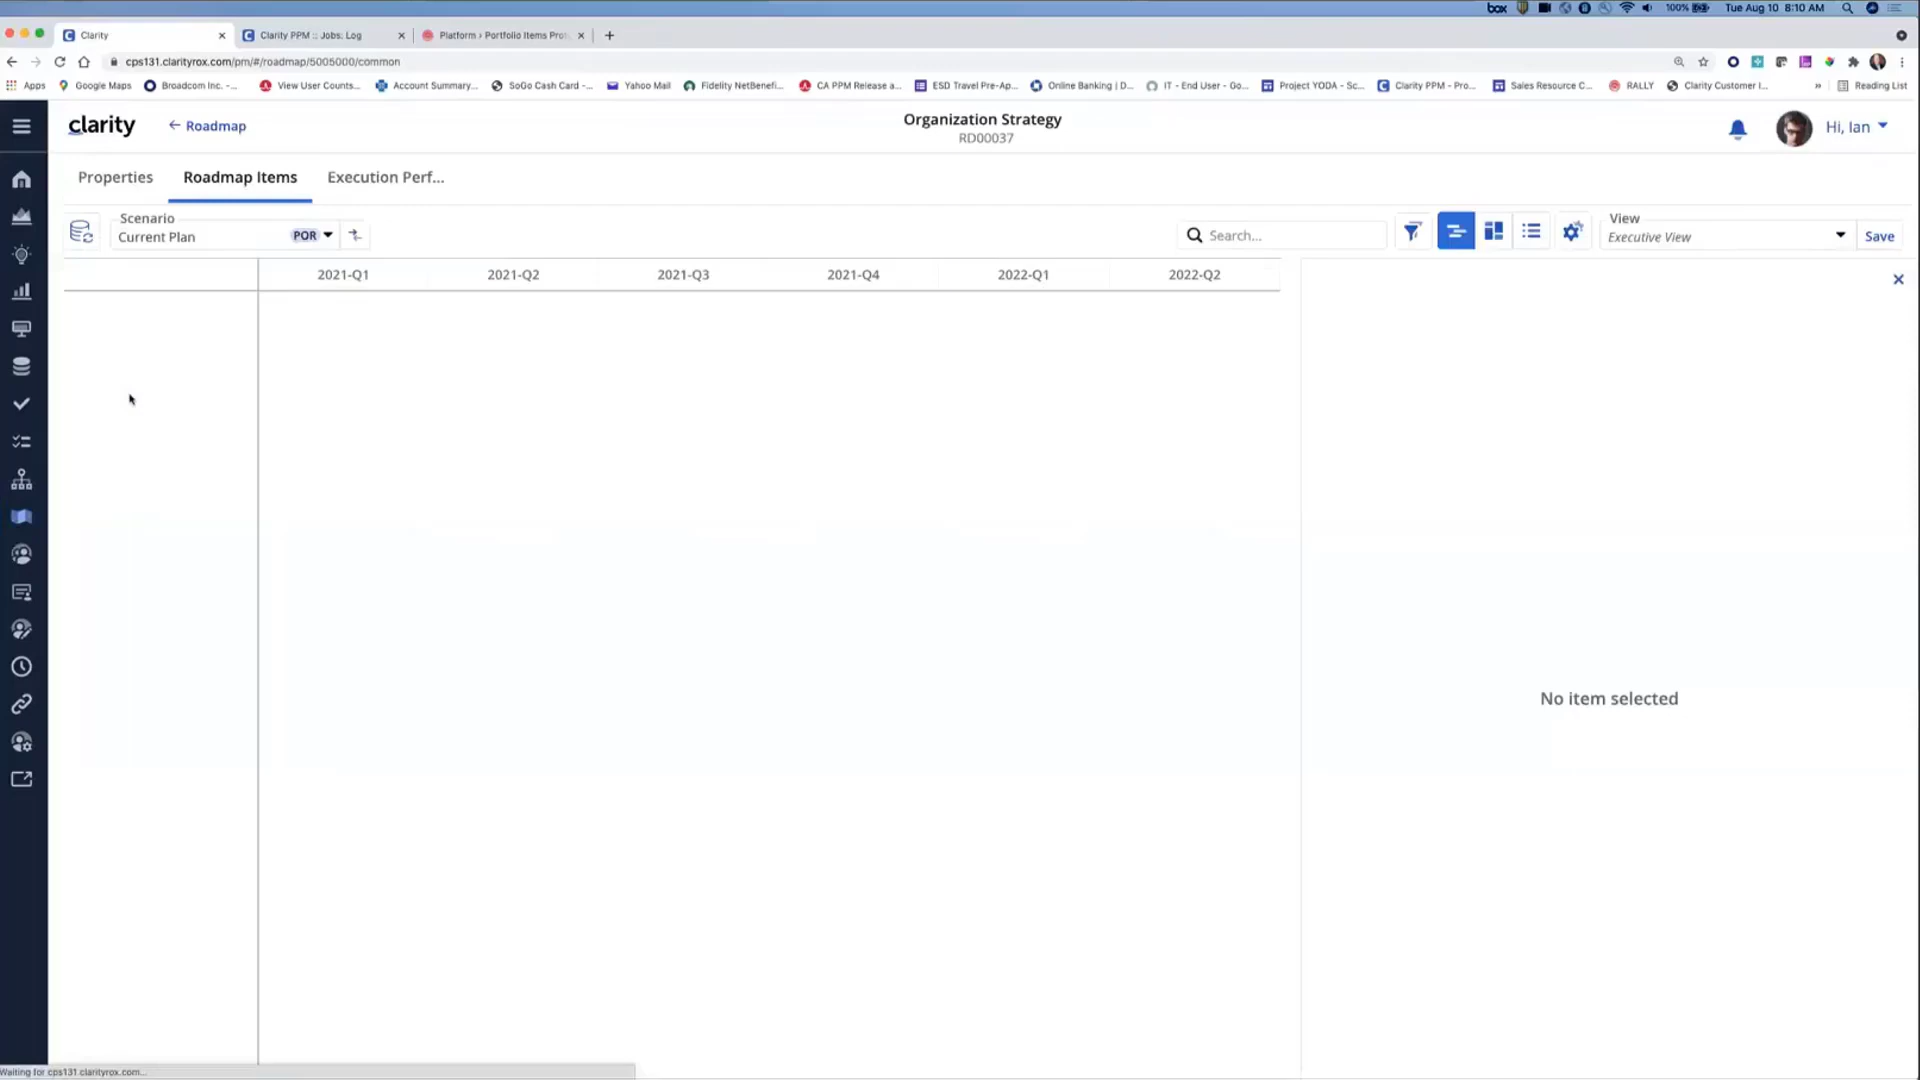 box
100%
Tue Aug 10 8:10 AM
Clarity
Clarity PPM :: Jobs: Log
Platform › Portfolio Items Prot
cps131.clarityrox.com/pm/#/roadmap/5005000/common
Apps
Google Maps
Broadcom Inc. -...
View User Counts...
Account Summary...
SoGo Cash Card -...
Yahoo Mail
Fidelity NetBenefi...
CA PPM Release a...
ESD Travel Pre-Ap...
Online Banking | D...
IT - End User - Go...
Project YODA - Sc...
Clarity PPM - Pro...
Sales Resource C...
RALLY
Clarity Customer I...
»
Reading List
clarity
← Roadmap
Organization Strategy
RD00037
Hi, Ian
Properties
Roadmap Items
Execution Perf...
Scenario
Current Plan
POR
Search...
View
Executive View
Save
2021-Q1
2021-Q2
2021-Q3
2021-Q4
2022-Q1
2022-Q2
No item selected
Waiting for cps131.clarityrox.com...